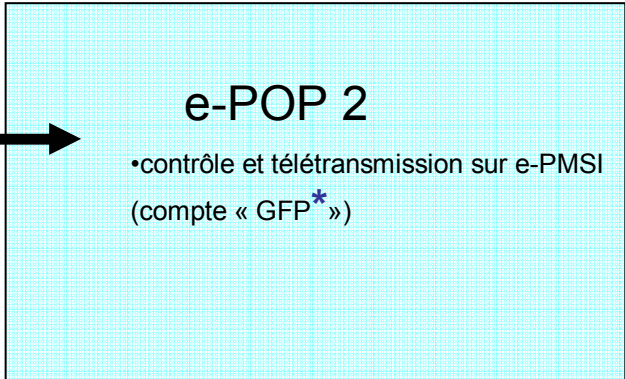 e-POP 2
•contrôle et télétransmission sur e-PMSI
(compte « GFP*»)